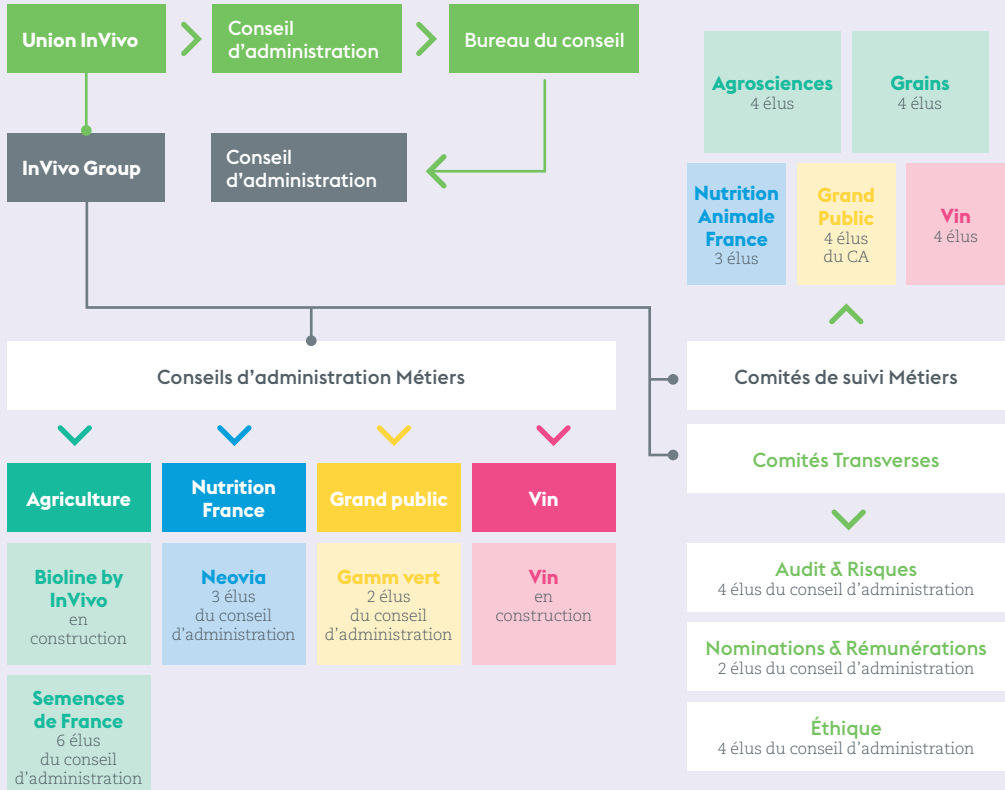 Union InVivo
Conseil
d'administration
Bureau du conseil
InVivo Group
Conseil
d'administration
Agrosciences
4 élus
Grains
4 élus
Nutrition
Animale
France
3 élus
Grand
Public
4 élus
du CA
Vin
4 élus
Conseils d'administration Métiers
Comités de suivi Métiers
Comités Transverses
Agriculture
Nutrition
France
Grand public
Vin
Bioline by
InVivo
en
construction
Neovia
3 élus
du conseil
d'administration
Gamm vert
2 élus
du conseil
d'administration
Vin
en
construction
Semences
de France
6 élus
du conseil
d'administration
Audit & Risques
4 élus du conseil d'administration
Nominations & Rémunérations
2 élus du conseil d'administration
Éthique
4 élus du conseil d'administration